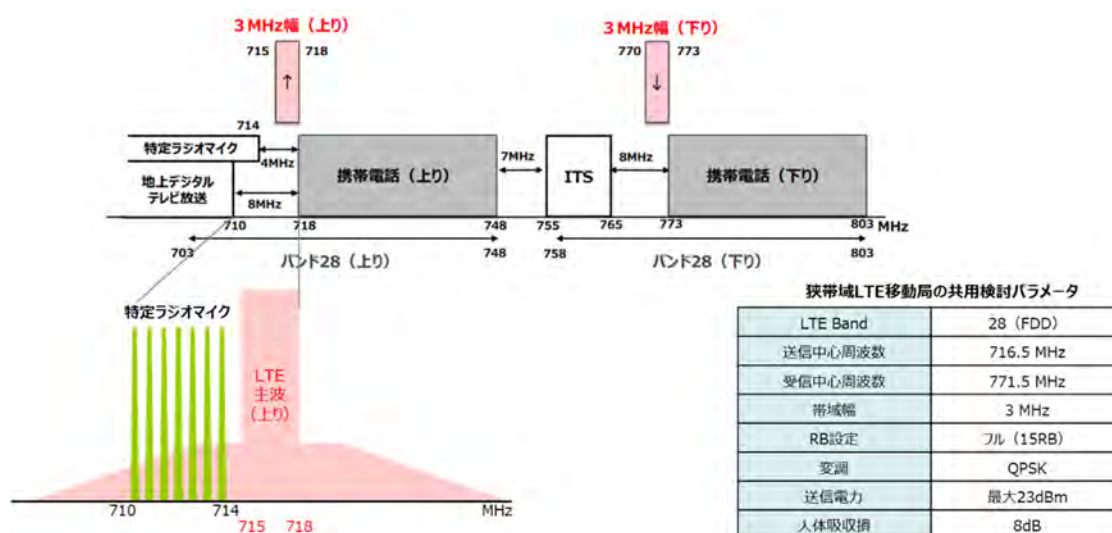 3MHz幅（上り）
715 718
↑
3MHz幅（下り）
770 773
↓
714
特定ラジオマイク
4MHz
地上デジタル
テレビ放送
8MHz
携帯電話（上り）
7MHz
ITS
8MHz
携帯電話（下り）
710 718 748 755 765 773 803 MHz
703 748 758 803
バンド28（上り）
バンド28（下り）
特定ラジオマイク
LTE
主波
（上り）
710 714 MHz
715 718
狭帯域LTE移動局の共用検討パラメータ
LTE Band 28（FDD）
送信中心周波数 716.5 MHz
受信中心周波数 771.5 MHz
帯域幅 3 MHz
RB設定 フル（15RB）
変調 QPSK
送信電力 最大23dBm
人体吸収損 8dB